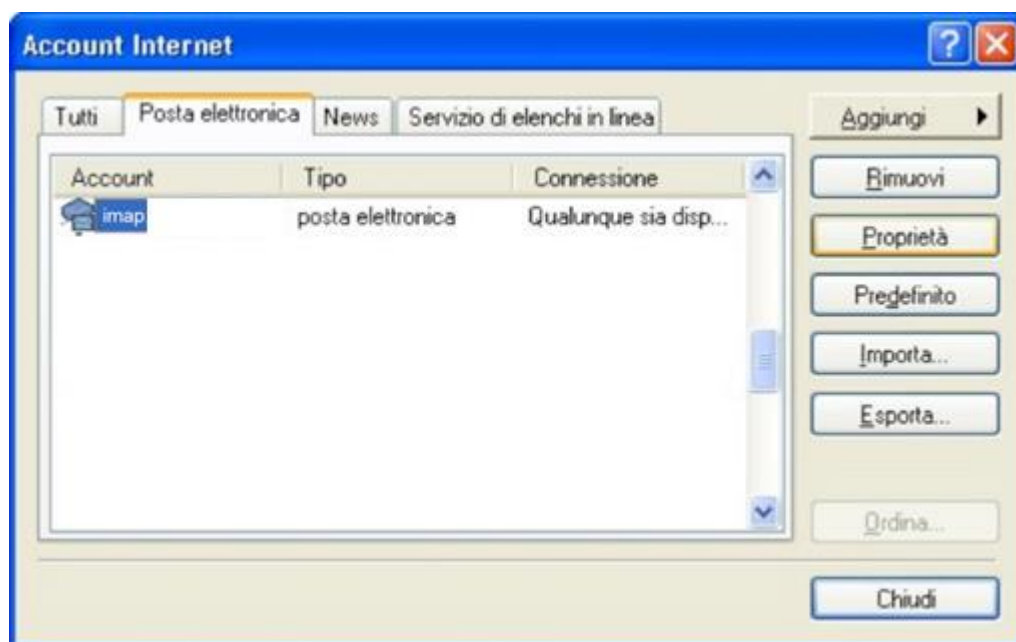 Account Internet
Tutti Posta elettronica News Servizio di elenchi in linea
Aggiungi
Account Tipo Connessione
Rimuovi
imap posta elettronica Qualunque sia disp...
Proprietà
Predefinito
Importa...
Esporta...
Ordina...
Chiudi